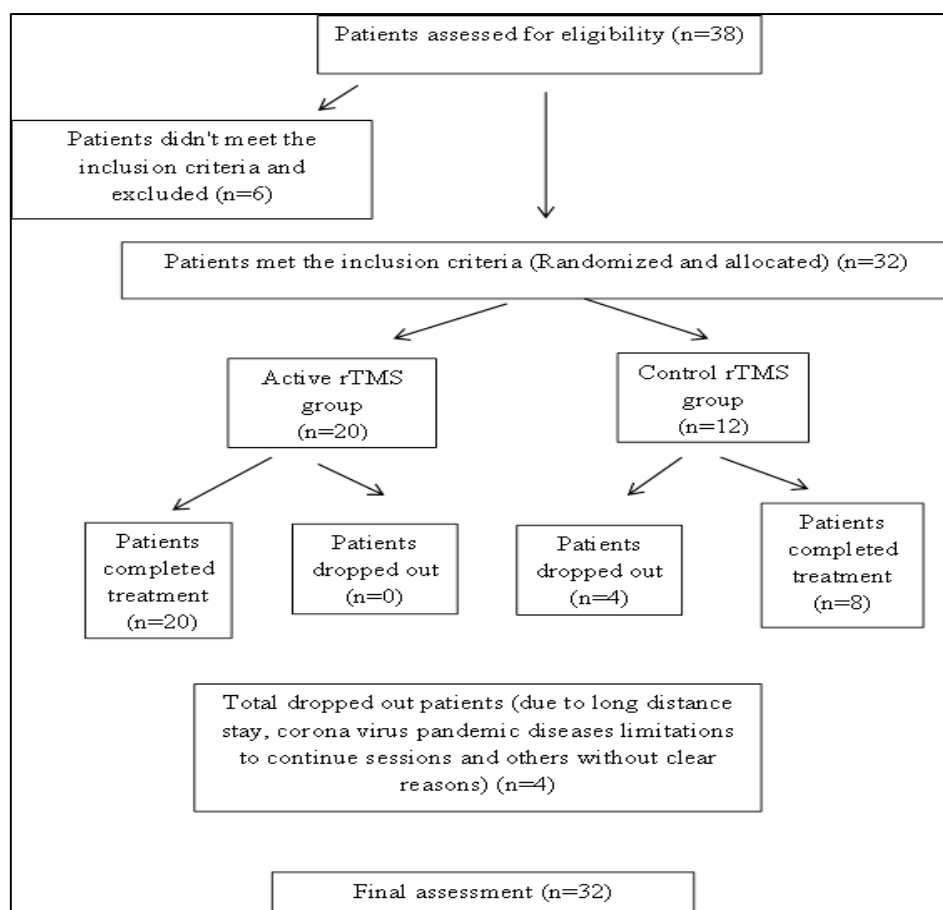 Patients assessed for eligibility (n=38)
Patients didn't meet the
inclusion criteria and
excluded (n=6)
Patients met the inclusion criteria (Randomized and allocated) (n=32)
Active rTMS
group
(n=20)
Control rTMS
group
(n=12)
Patients
completed
treatment
(n=20)
Patients
dropped out
(n=0)
Patients
dropped out
(n=4)
Patients
completed
treatment
(n=8)
Total dropped out patients (due to long distance
stay, corona virus pandemic diseases limitations
to continue sessions and others without clear
reasons) (n=4)
Final assessment (n=32)